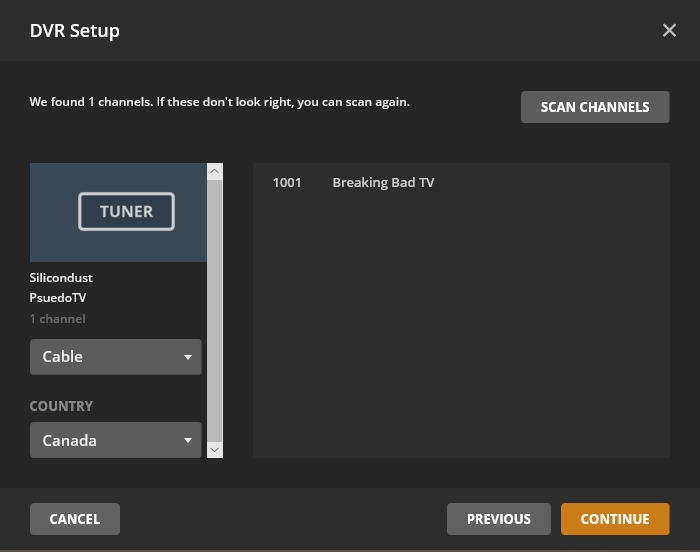 DVR Setup
We found 1 channels. If these don't look right, you can scan again.
SCAN CHANNELS
TUNER
Silicondust
PsuedoTV
1 channel
Cable
COUNTRY
Canada
1001 Breaking Bad TV
CANCEL
PREVIOUS
CONTINUE